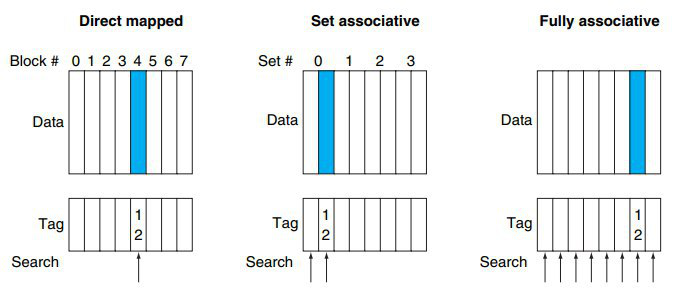 Direct mapped
Block # 0 1 2 3 4 5 6 7
Data
Tag
1
2
Search
Set associative
Set # 0 1 2 3
Data
Tag
1
2
Search
Fully associative
Data
Tag
1
2
Search